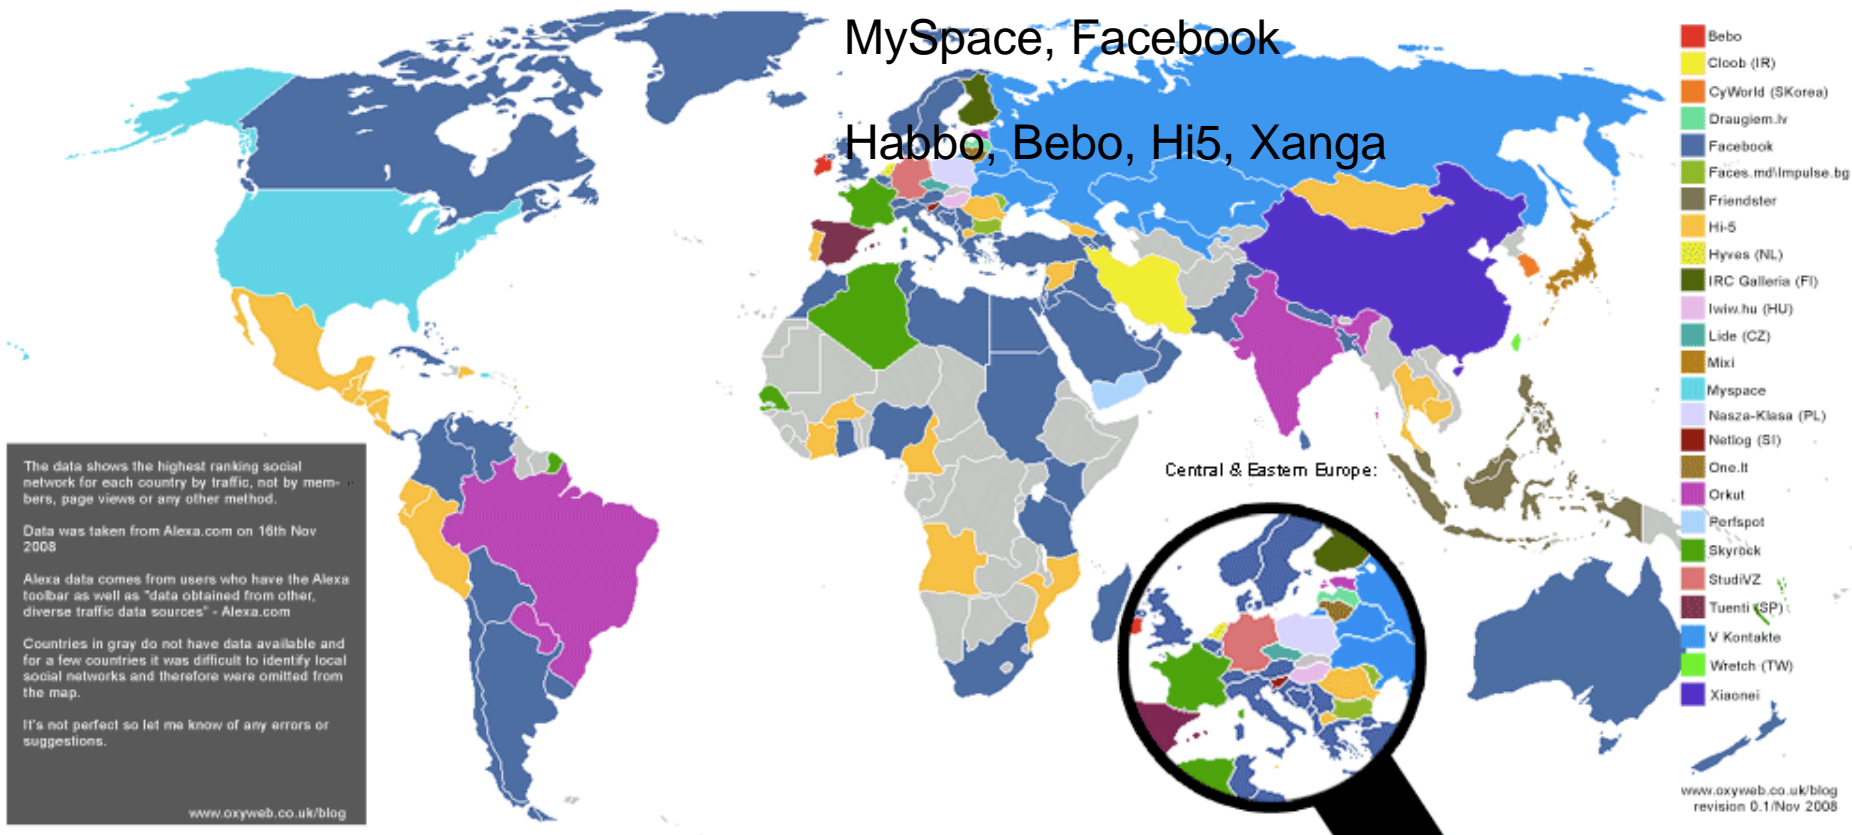 MySpace, Facebook
Habbo, Bebo, Hi5, Xanga
Bebo
Cloob (IR)
CyWorld (SKorea)
Draugiem.lv
Facebook
Faces.md\Impulse.bg
Friendster
Hi-5
Hyves (NL)
IRC Galleria (FI)
Iwiw.hu (HU)
Lide (CZ)
Mixi
Myspace
Nasza-Klasa (PL)
Netlog (SI)
One.lt
Orkut
Perfspot
Skyrock
StudiVZ
Tuenti (SP)
V Kontakte
Wretch (TW)
Xiaonei
The data shows the highest ranking social
network for each country by traffic, not by mem-
bers, page views or any other method.
Data was taken from Alexa.com on 16th Nov
2008
Alexa data comes from users who have the Alexa
toolbar as well as "data obtained from other,
diverse traffic data sources" - Alexa.com
Countries in gray do not have data available and
for a few countries it was difficult to identify local
social networks and therefore were omitted from
the map.
It's not perfect so let me know of any errors or
suggestions.
www.oxyweb.co.uk/blog
Central & Eastern Europe:
www.oxyweb.co.uk/blog
revision 0.1/Nov 2008